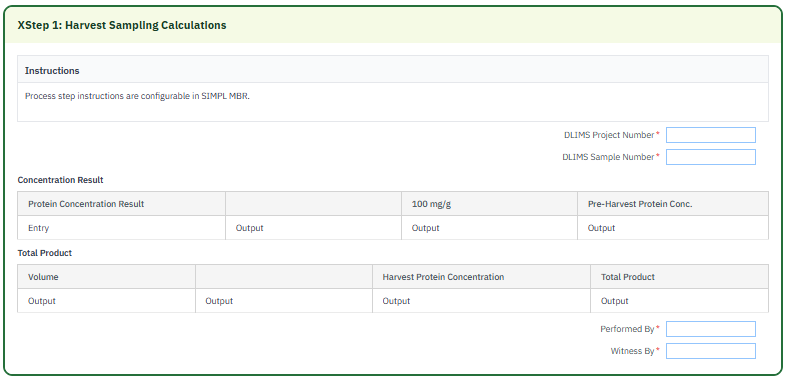 XStep 1: Harvest Sampling Calculations
Instructions
Process step instructions are configurable in SIMPL MBR.
DLIMS Project Number *
DLIMS Sample Number *
Concentration Result
Protein Concentration Result 100 mg/g Pre-Harvest Protein Conc.
Entry Output Output Output
Total Product
Volume Harvest Protein Concentration Total Product
Output Output Output Output
Performed By *
Witness By *